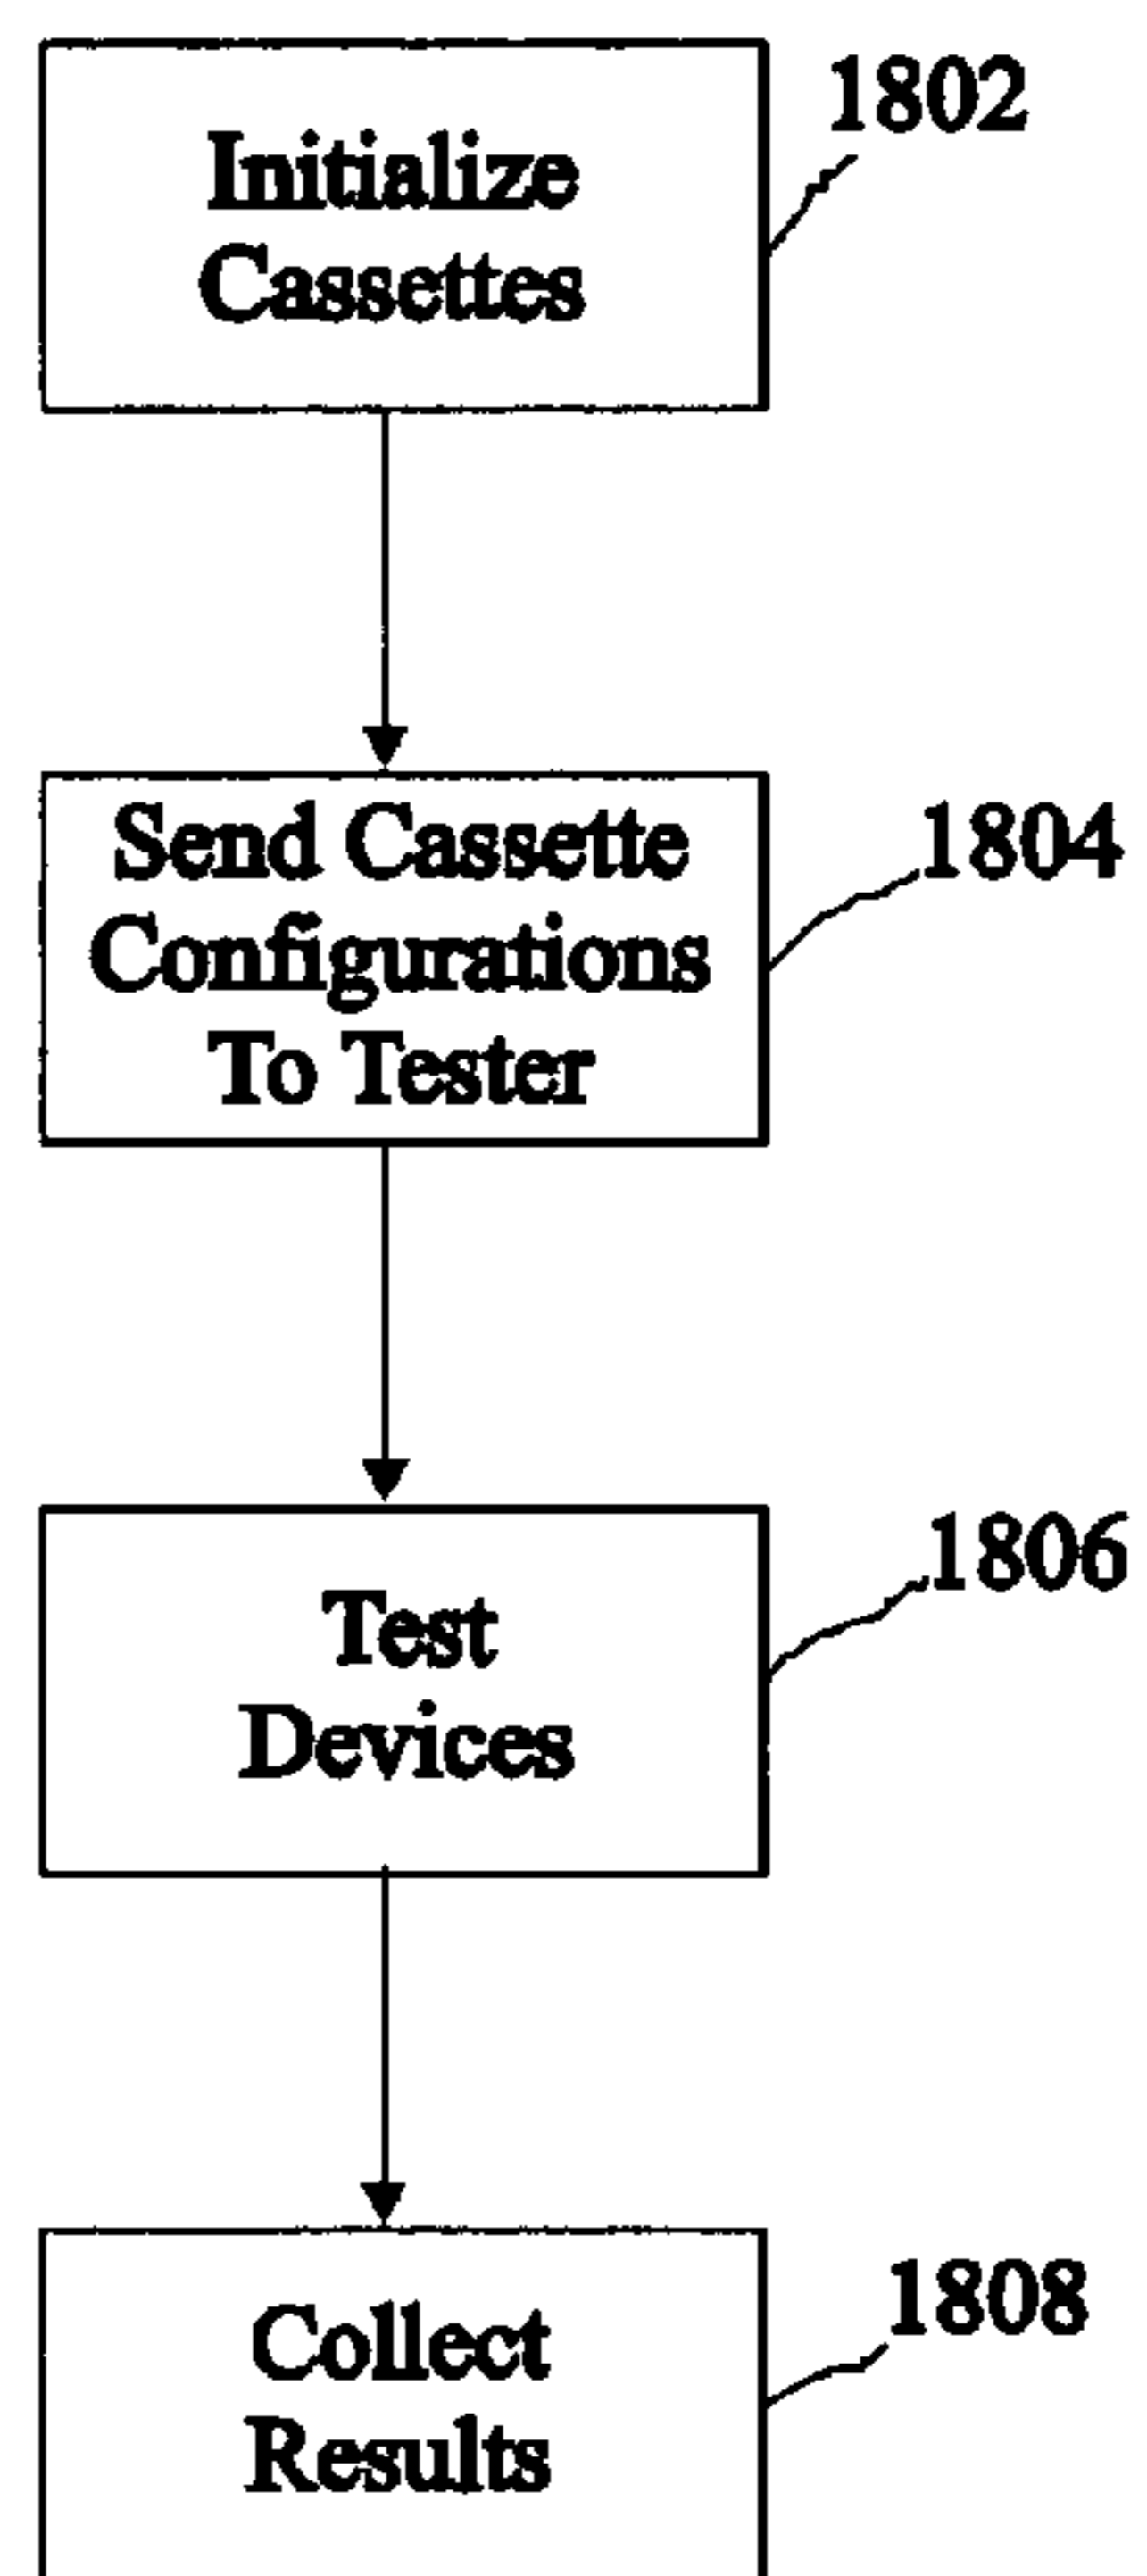 Initialize
Cassettes
1802
Send Cassette
Configurations
To Tester
1804
Test
Devices
1806
Collect
Results
1808